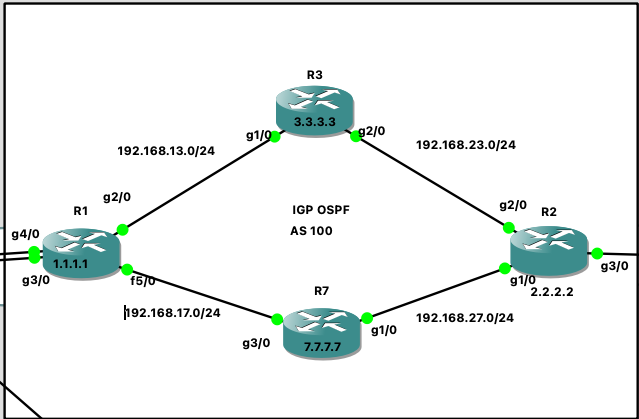 R3
3.3.3.3
g1/0
g2/0
192.168.13.0/24
192.168.23.0/24
g2/0
g2/0
R1
IGP OSPF
R2
AS 100
g4/0
1.1.1.1
g3/0
g3/0
f5/0
g1/0
2.2.2.2
R7
192.168.17.0/24
192.168.27.0/24
g3/0
g1/0
7.7.7.7